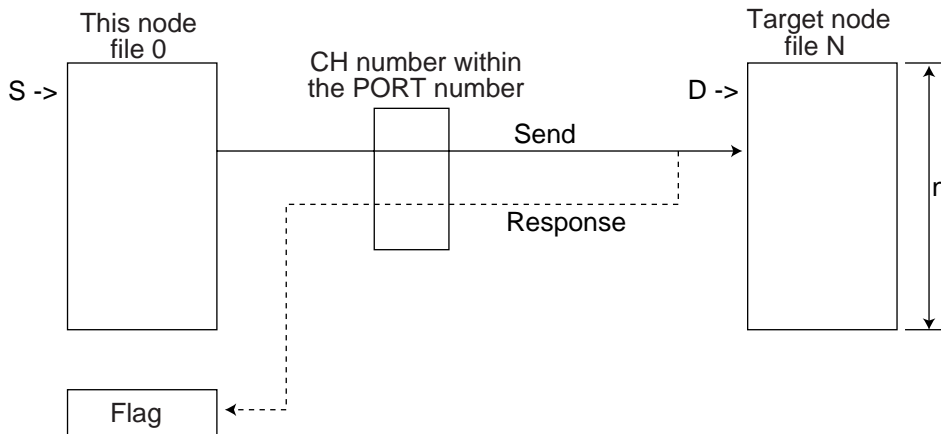 This node
file 0
Target node
file N
CH number within
the PORT number
S ->
D ->
Send
n
Response
Flag